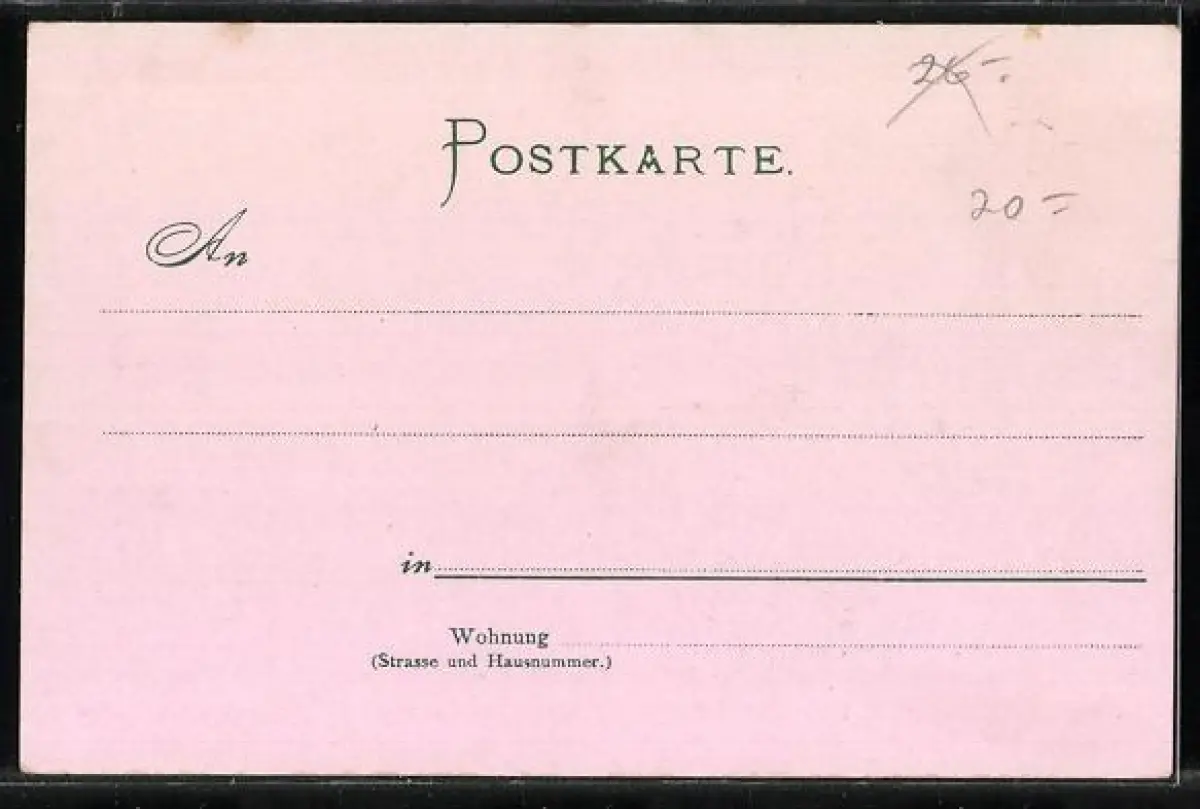 26-
POSTKARTE.
20=
An
in
Wohnung
(Strasse und Hausnummer.)